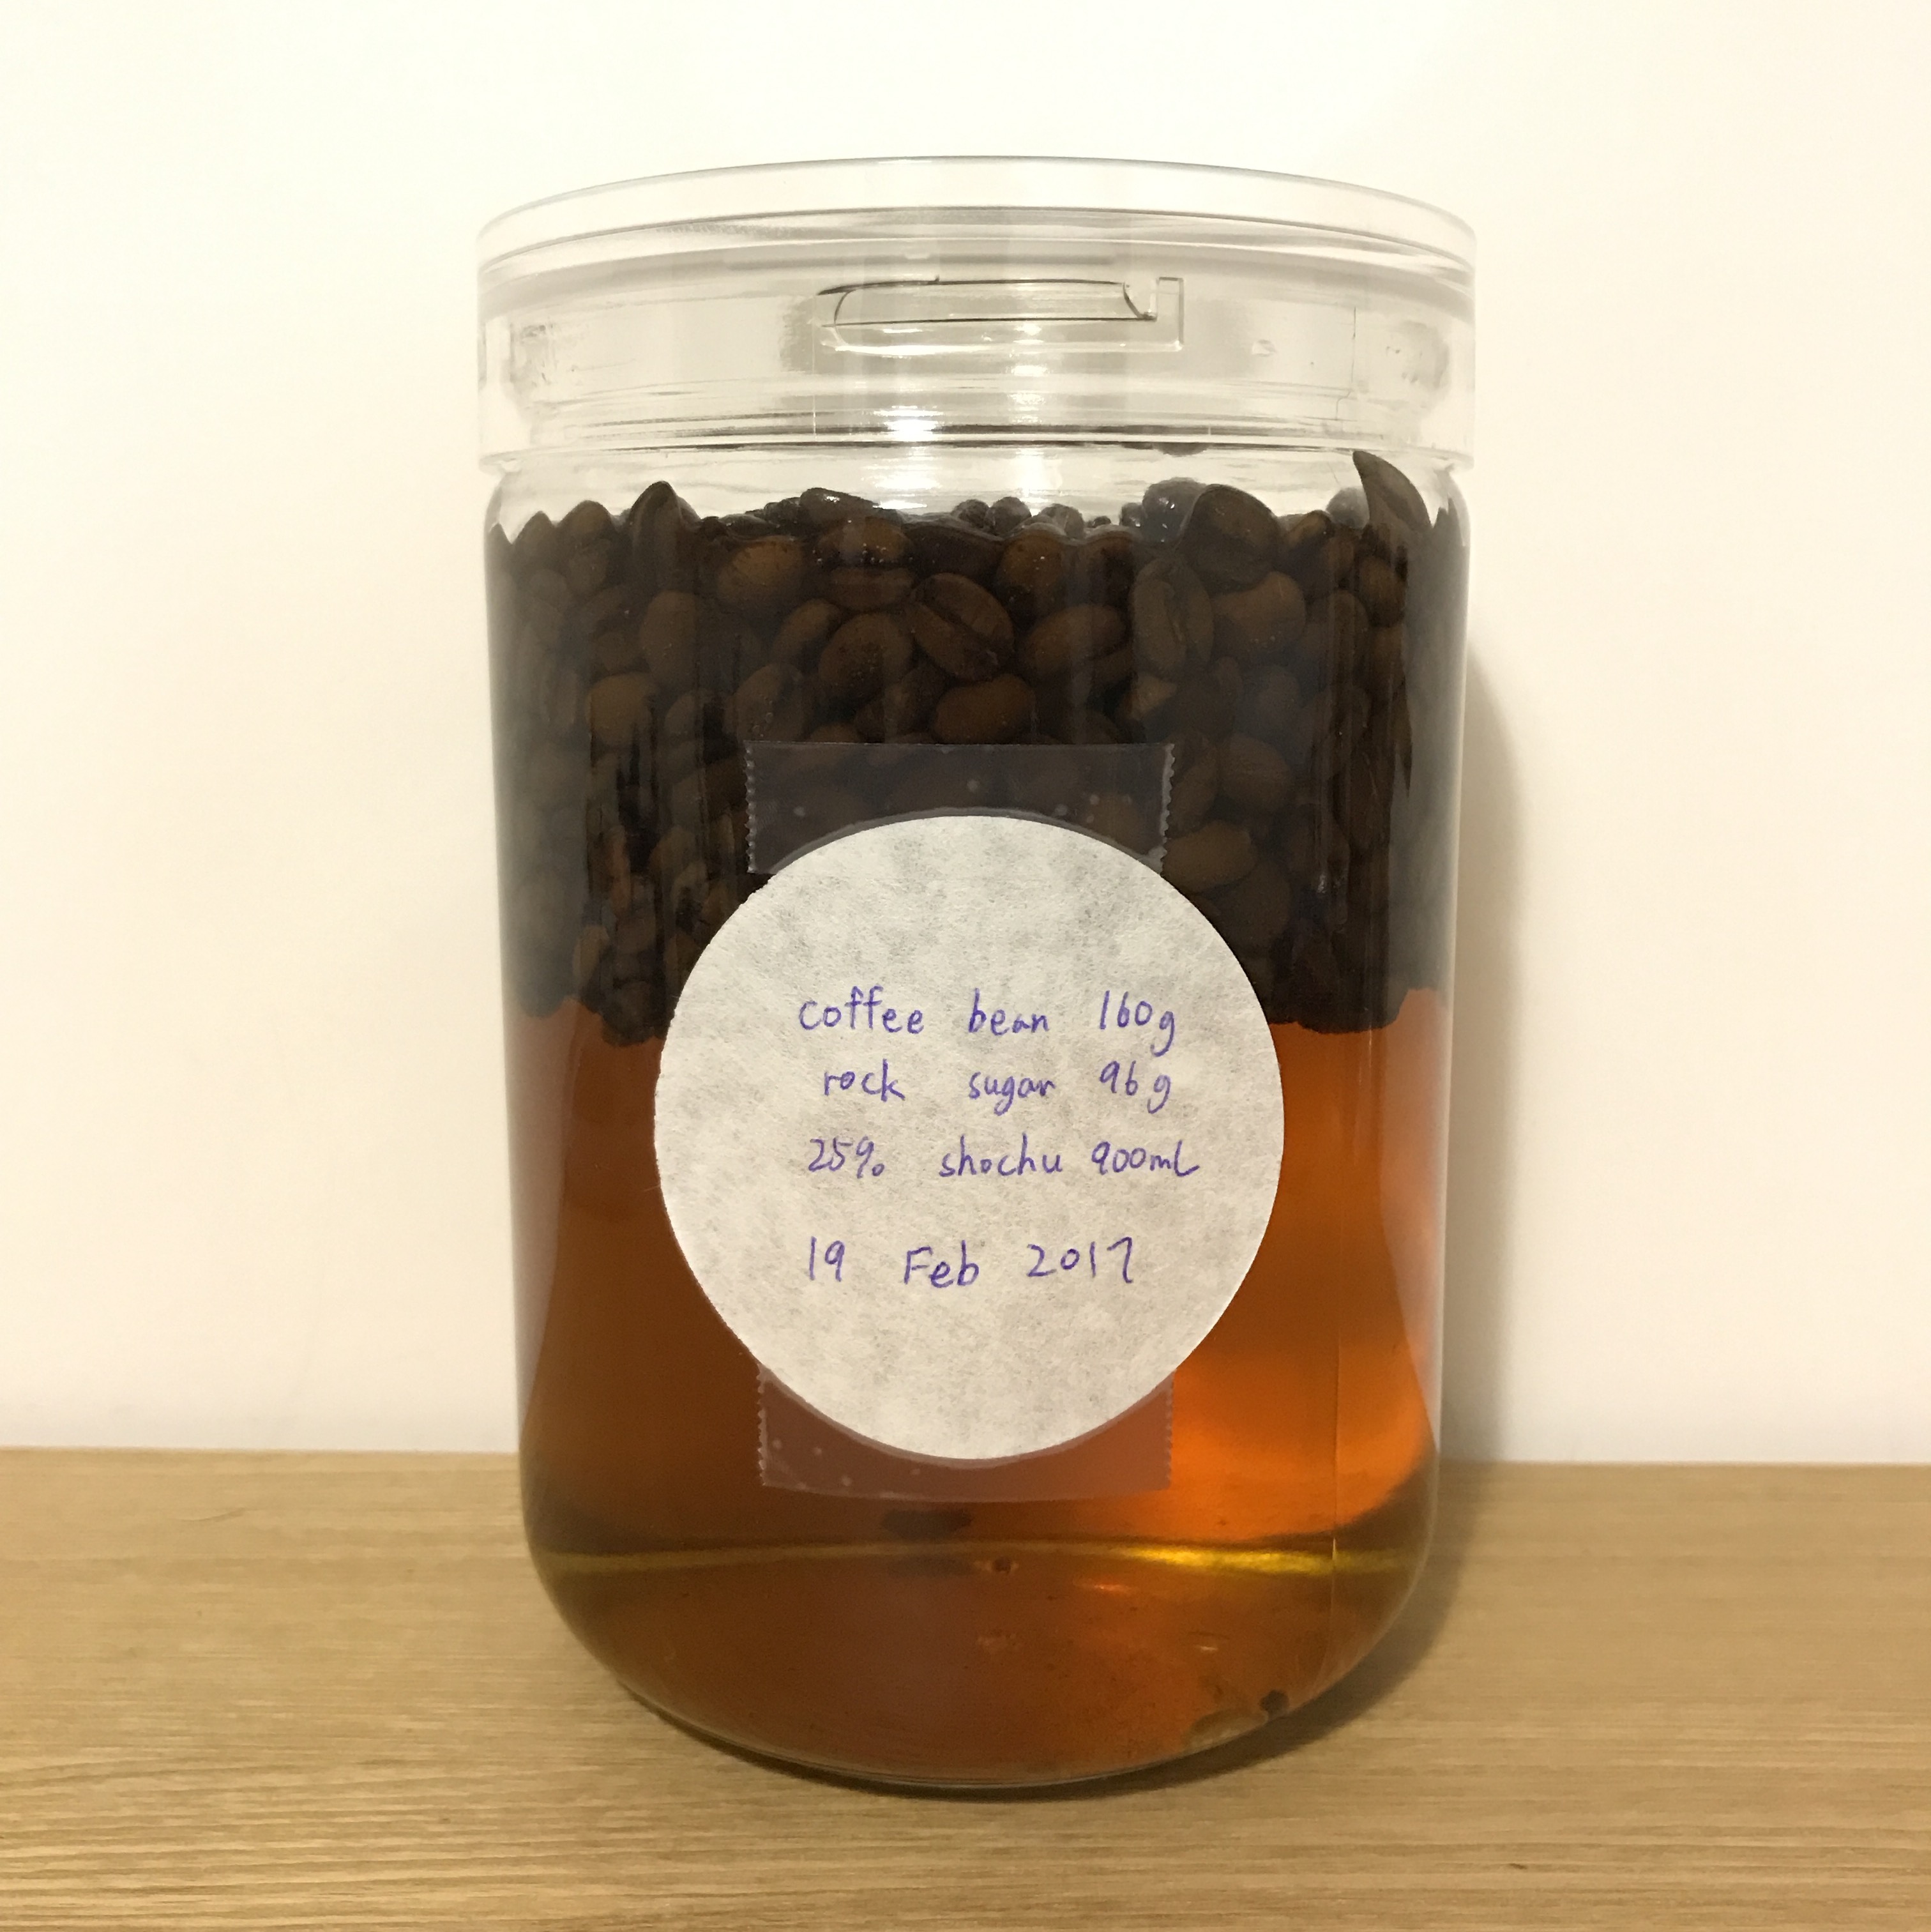 coffee bean 160g
rock sugar 96g
25% shochu 900mL
19 Feb 2017